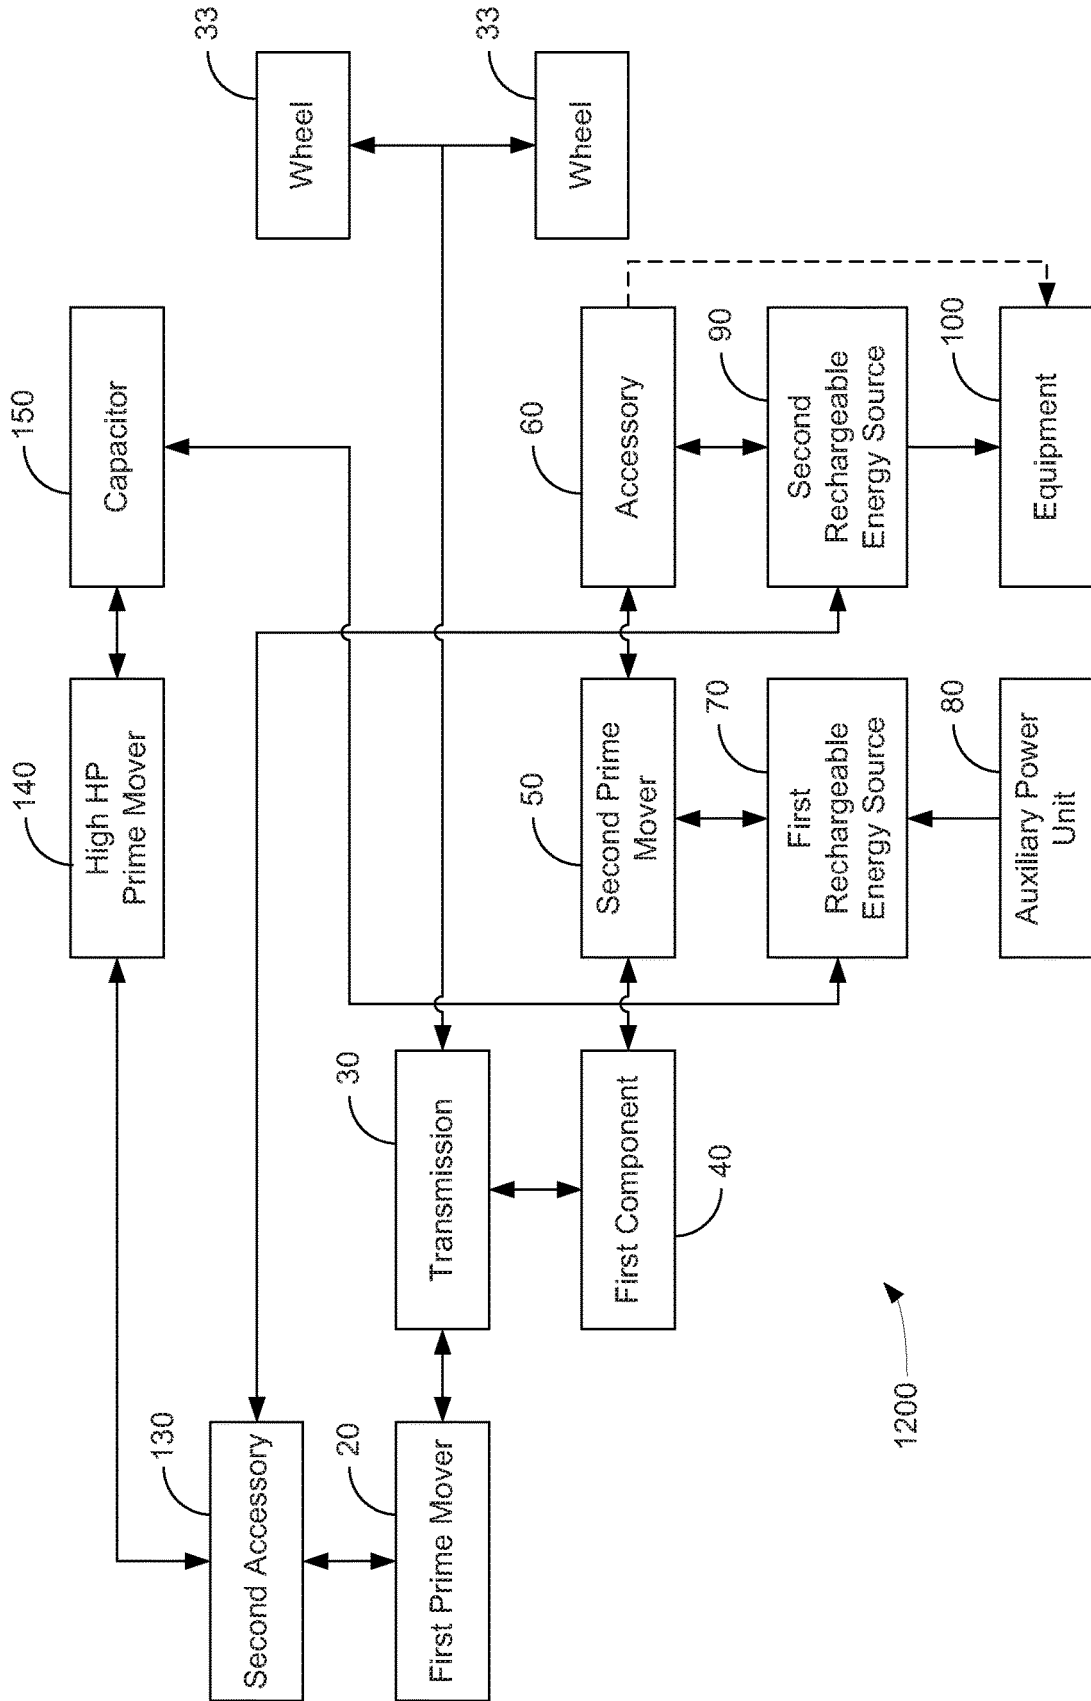 140
High HP
Prime Mover
150
Capacitor
130
Second Accessory
33
Wheel
20
First Prime Mover
30
Transmission
33
Wheel
First Component
40
50
Second Prime
Mover
60
Accessory
70
First
Rechargeable
Energy Source
90
Second
Rechargeable
Energy Source
1200
80
Auxiliary Power
Unit
100
Equipment